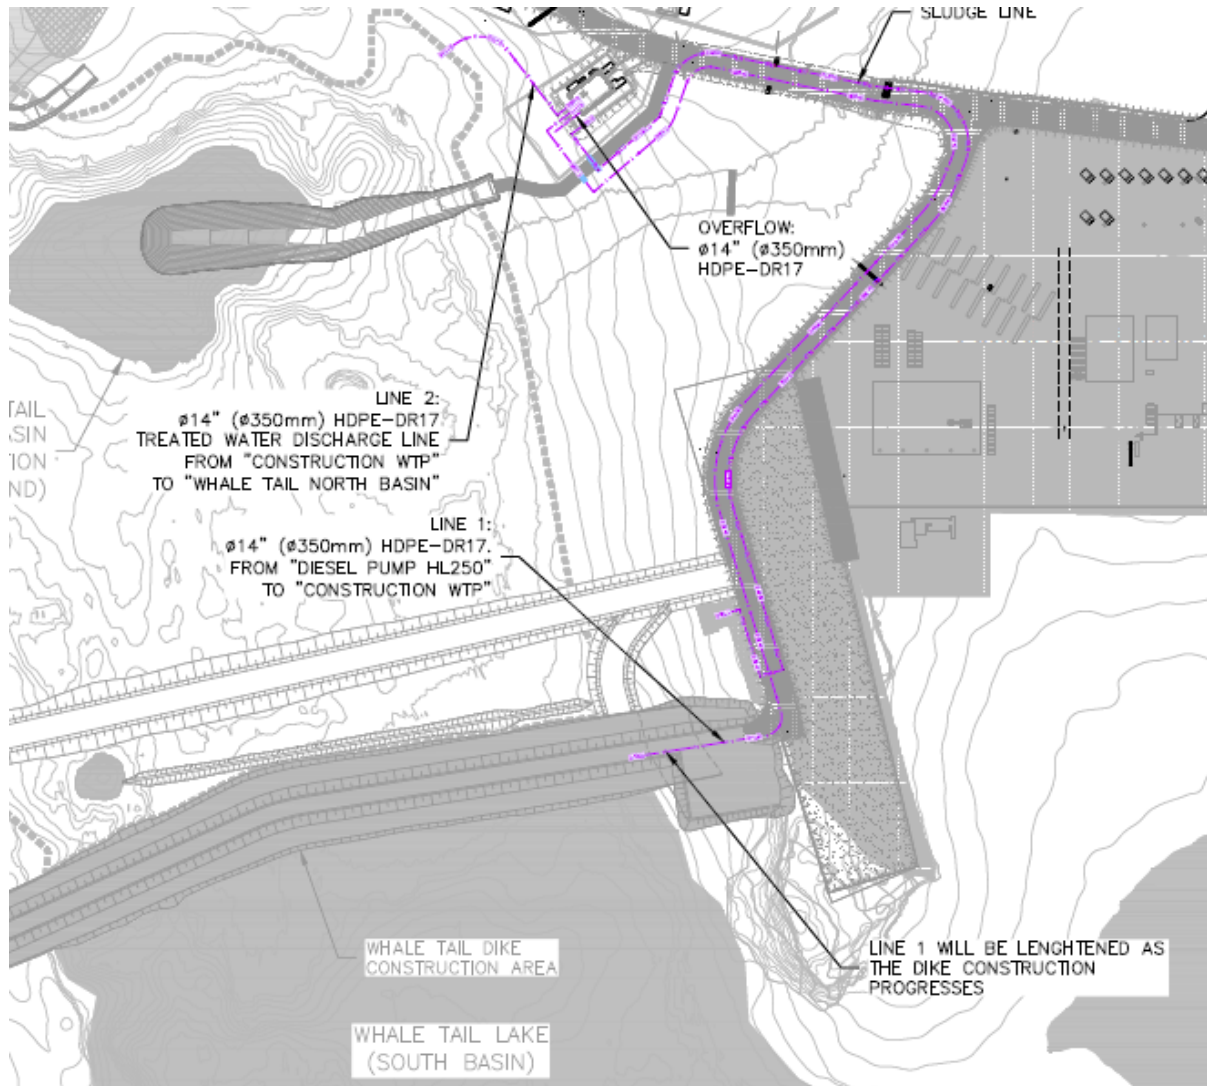 SLUDGE LINE
OVERFLOW:
ø14" (ø350mm)
HDPE-DR17
LINE 2:
ø14" (ø350mm) HDPE-DR17
TREATED WATER DISCHARGE LINE
FROM "CONSTRUCTION WTP"
TO "WHALE TAIL NORTH BASIN"
TAIL
LINE 1:
ø14" (ø350mm) HDPE-DR17.
FROM "DIESEL PUMP HL250"
TO "CONSTRUCTION WTP"
WHALE TAIL DIKE
CONSTRUCTION AREA
LINE 1 WILL BE LENGHTENED AS
THE DIKE CONSTRUCTION
PROGRESSES
WHALE TAIL LAKE
(SOUTH BASIN)